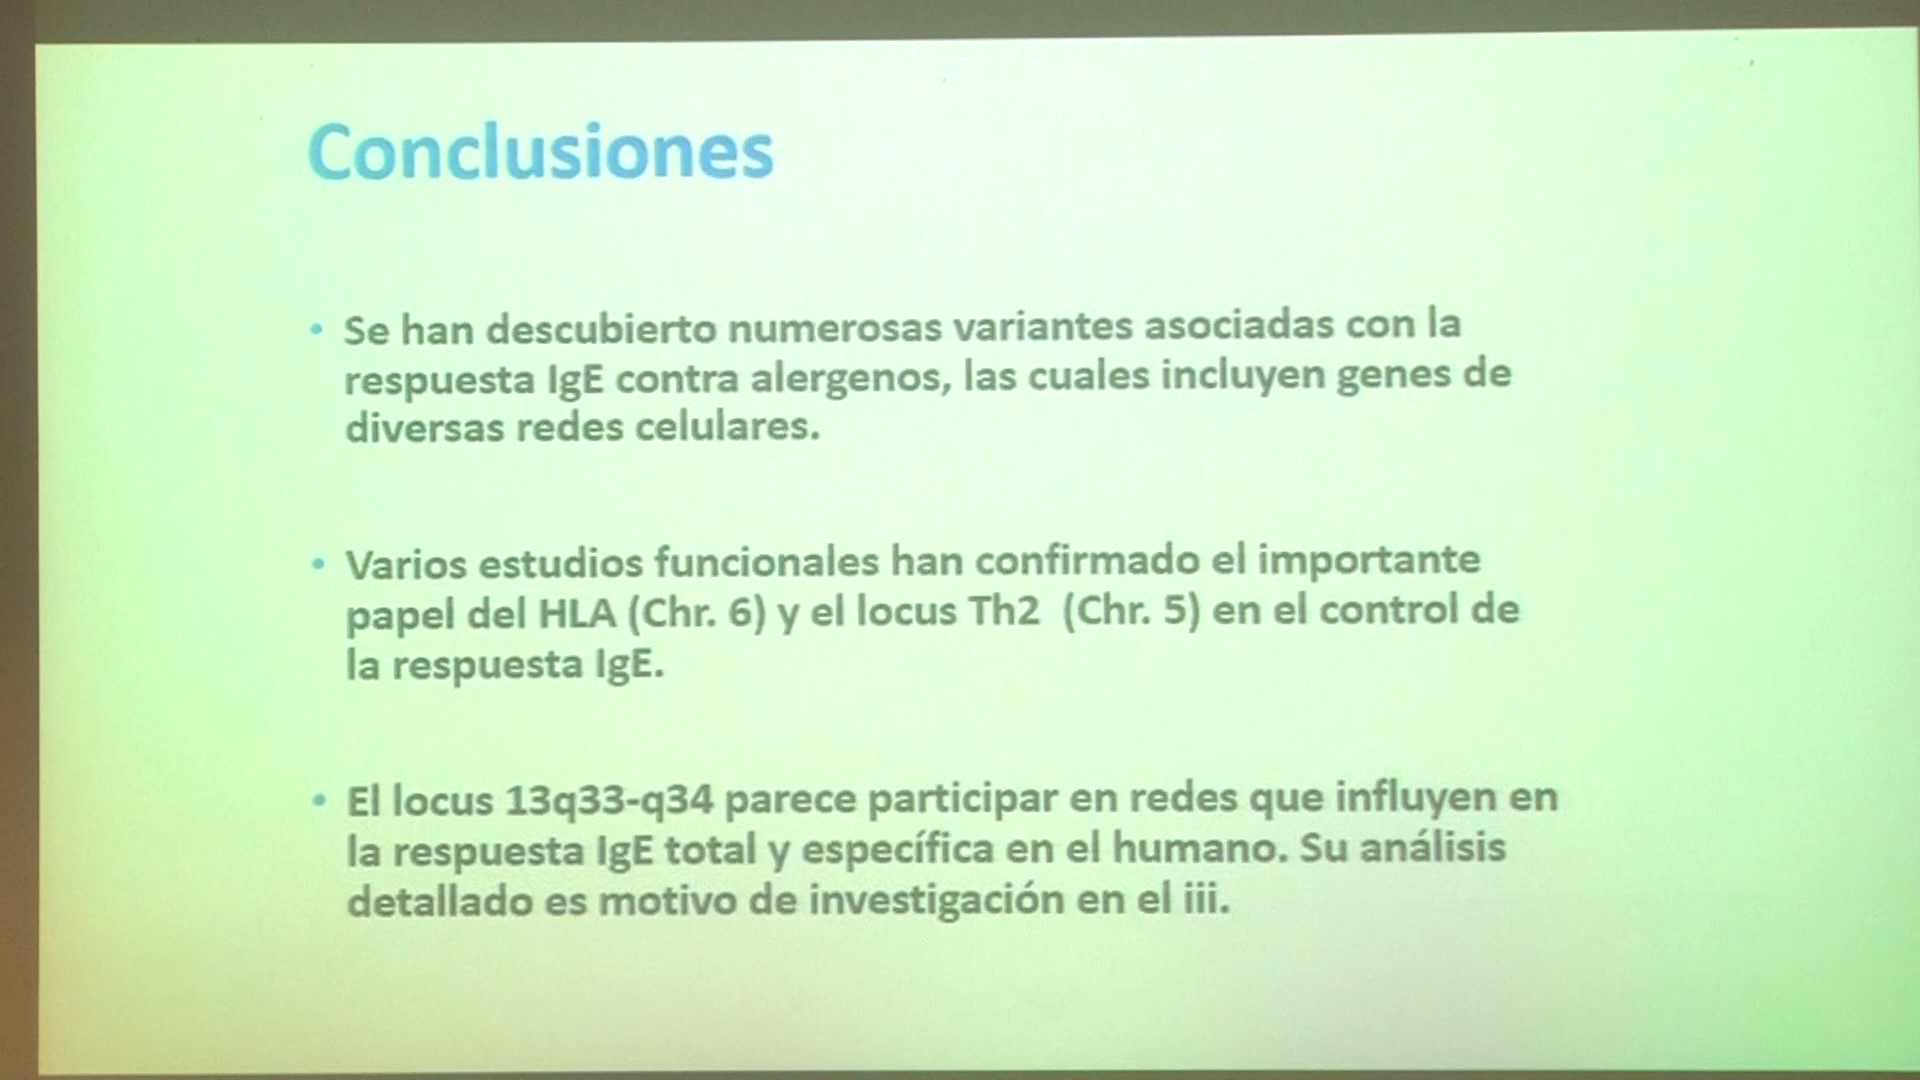 Conclusiones
• Se han descubierto numerosas variantes asociadas con la
respuesta IgE contra alergenos, las cuales incluyen genes de
diversas redes celulares.
• Varios estudios funcionales han confirmado el importante
papel del HLA (Chr. 6) y el locus Th2  (Chr. 5) en el control de
la respuesta IgE.
• El locus 13q33-q34 parece participar en redes que influyen en
la respuesta IgE total y específica en el humano. Su análisis
detallado es motivo de investigación en el iii.